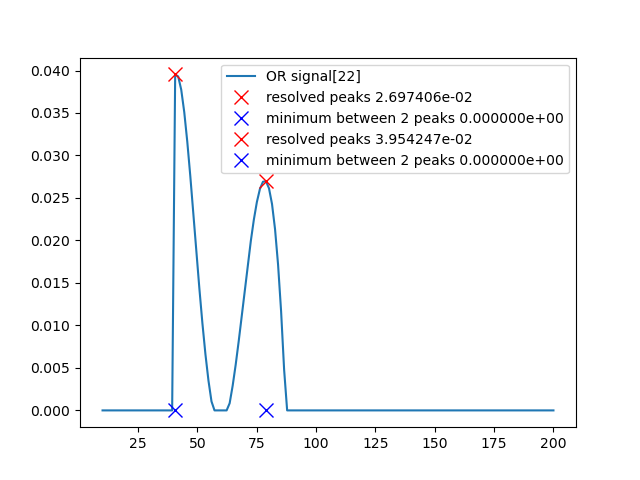 OR signal[22]
resolved peaks 2.697406e-02
minimum between 2 peaks 0.000000e+00
resolved peaks 3.954247e-02
minimum between 2 peaks 0.000000e+00
0.040
0.035
0.030
0.025
0.020
0.015
0.010
0.005
0.000
25 50 75 100 125 150 175 200